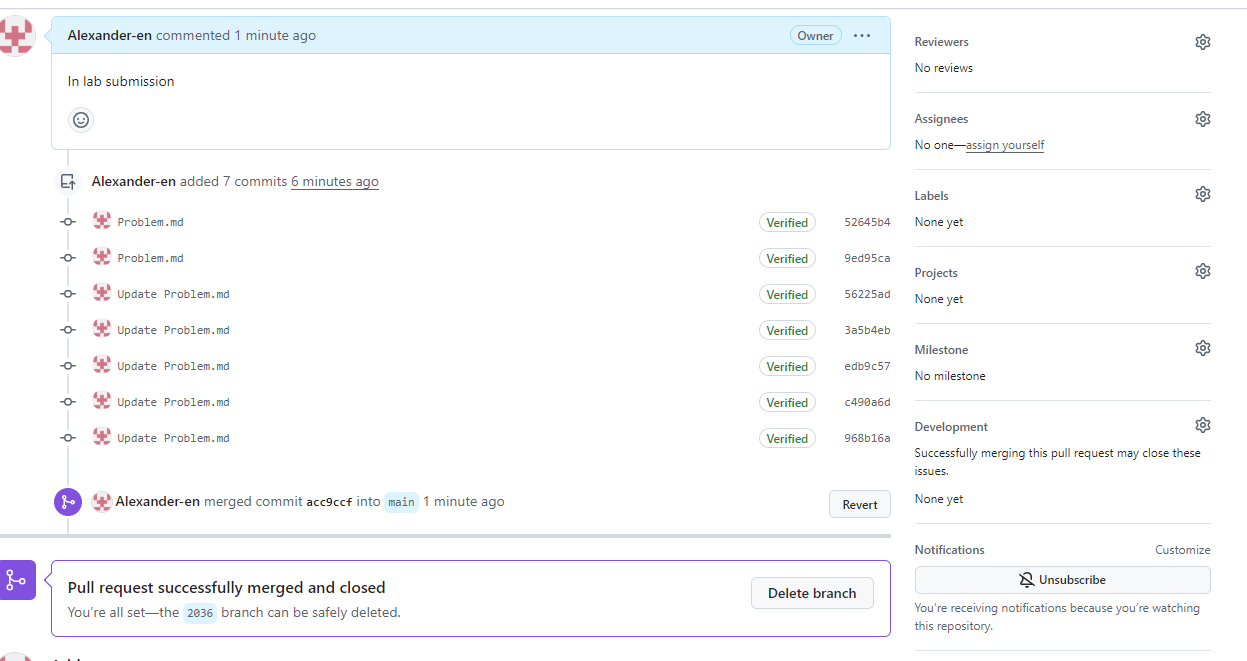 Alexander-en commented 1 minute ago
Owner
In lab submission
Alexander-en added 7 commits 6 minutes ago
Problem.md Verified 52645b4
Problem.md Verified 9ed95ca
Update Problem.md Verified 56225ad
Update Problem.md Verified 3a5b4eb
Update Problem.md Verified edb9c57
Update Problem.md Verified c490a6d
Update Problem.md Verified 968b16a
Alexander-en merged commit acc9ccf into main 1 minute ago
Revert
Pull request successfully merged and closed
You're all set—the 2036 branch can be safely deleted.
Delete branch
Reviewers
No reviews
Assignees
No one—assign yourself
Labels
None yet
Projects
None yet
Milestone
No milestone
Development
Successfully merging this pull request may close these
issues.
None yet
Notifications
Customize
Unsubscribe
You're receiving notifications because you're watching
this repository.